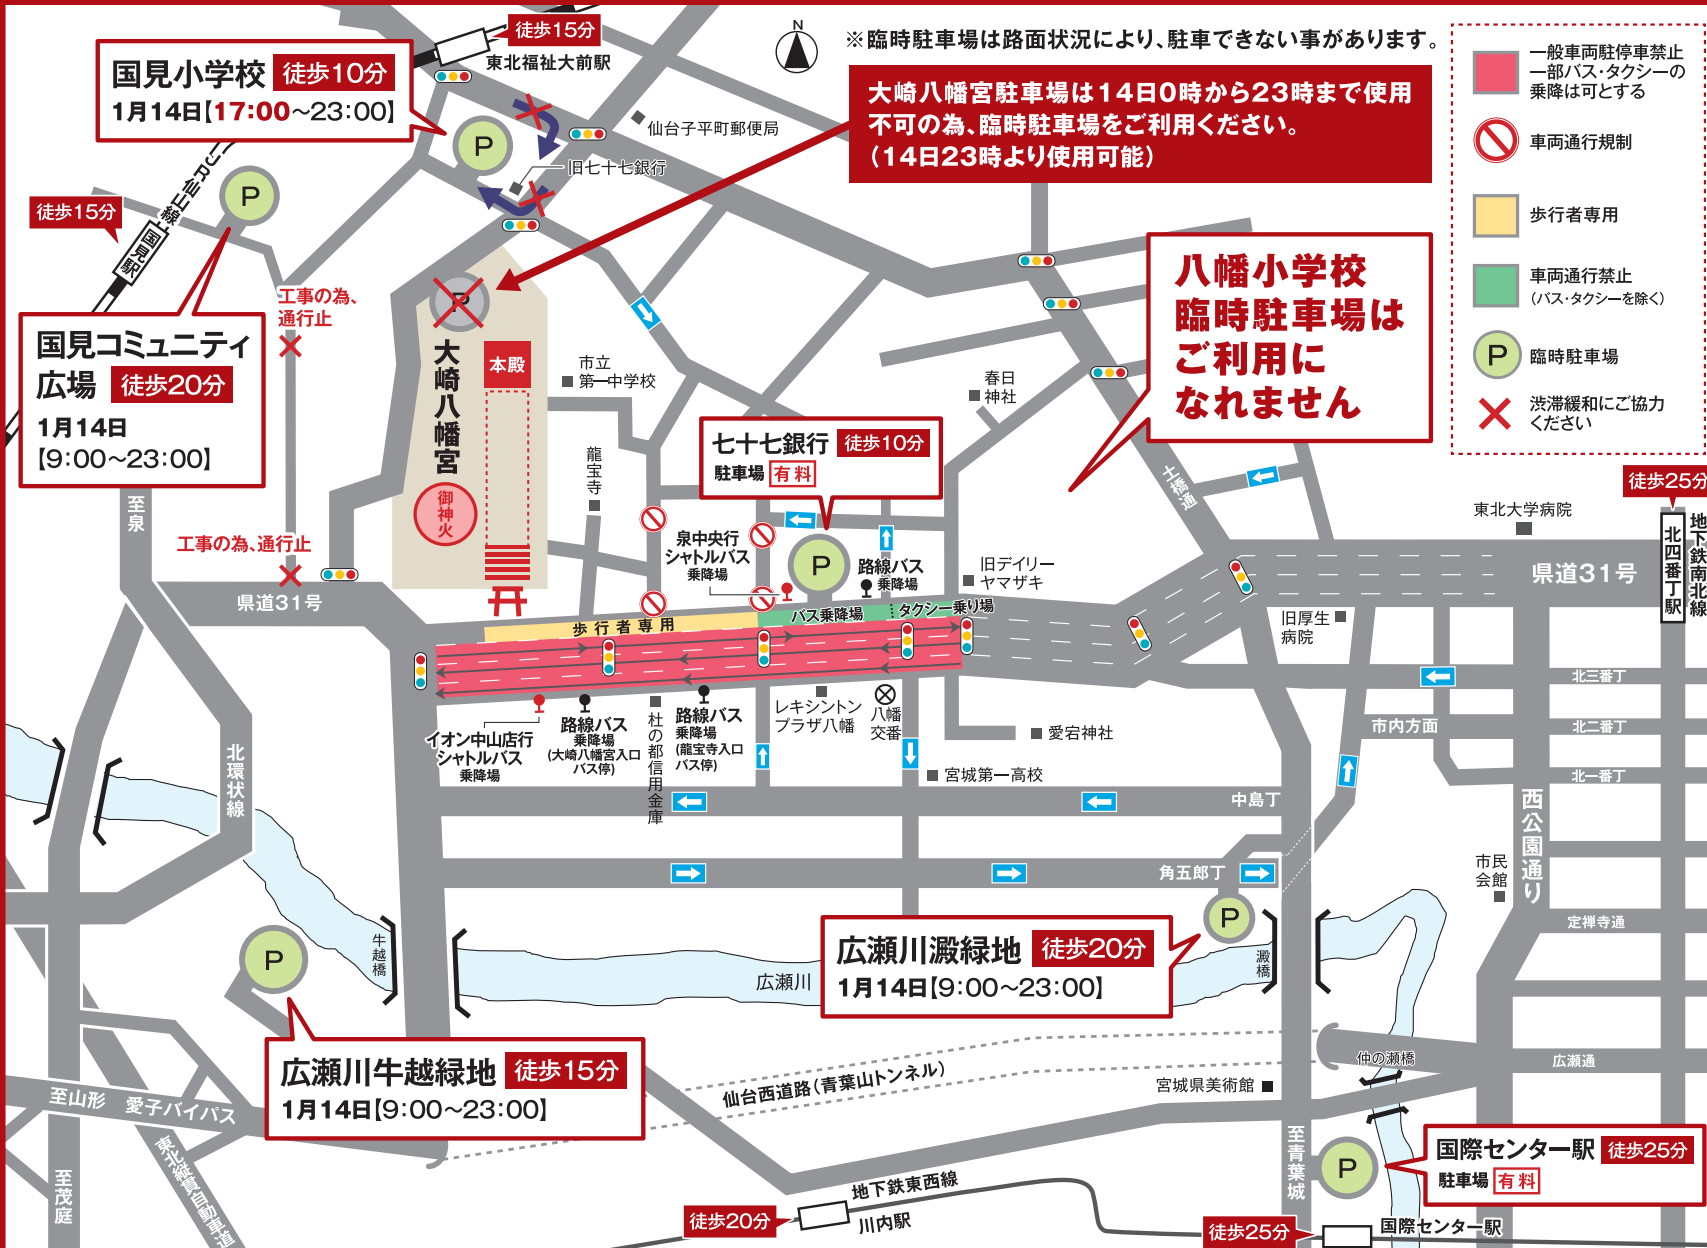 徒歩15分
東北福祉大前駅
N
※臨時駐車場は路面状況により、駐車できない事があります。
国見小学校 徒歩10分
1月14日【17:00〜23:00】
大崎八幡宮駐車場は14日0時から23時まで使用
不可の為、臨時駐車場をご利用ください。
(14日23時より使用可能)
一般車両駐停車禁止
一部バス・タクシーの
乗降は可とする
車両通行規制
歩行者専用
車両通行禁止
(バス・タクシーを除く)
P
臨時駐車場
渋滞緩和にご協力
ください
仙台子平町郵便局
P
旧七十七銀行
JR仙山線
P
徒歩15分
国見駅
工事の為、
通行止
国見コミュニティ
広場 徒歩20分
1月14日
【9:00〜23:00】
P
大崎八幡宮
本殿
御神火
市立
第一中学校
八幡小学校
臨時駐車場は
ご利用に
なれません
春日
神社
七十七銀行 徒歩10分
駐車場 有料
龍宝寺
土橋通
徒歩25分
東北大学病院
北四番丁駅
地下鉄南北線
至泉
工事の為、通行止
県道31号
泉中央行
シャトルバス
乗降場
P
路線バス
乗降場
旧デイリー
ヤマザキ
県道31号
歩行者専用
バス乗降場
タクシー乗り場
旧厚生
病院
北三番丁
イオン中山店行
シャトルバス
乗降場
路線バス
乗降場
(大崎八幡宮入口
バス停)
杜の都信用金庫
路線バス
乗降場
(龍宝寺入口
バス停)
レキシントン
プラザ八幡
八幡
交番
愛宕神社
市内方面
北二番丁
北環状線
宮城第一高校
北一番丁
中島丁
西公園通り
角五郎丁
市民
会館
P
定禅寺通
牛越橋
P
広瀬川
広瀬川澱緑地 徒歩20分
1月14日【9:00〜23:00】
澱橋
広瀬川牛越緑地 徒歩15分
1月14日【9:00〜23:00】
仙台西道路(青葉山トンネル)
仲の瀬橋
広瀬通
宮城県美術館
至山形 愛子バイパス
東北縦貫自動車道
至茂庭
至青葉城
P
国際センター駅 徒歩25分
駐車場 有料
地下鉄東西線
徒歩20分
川内駅
徒歩25分
国際センター駅